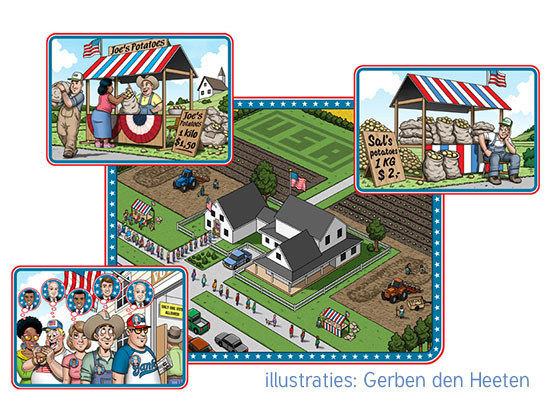 Joe's Potatoes
Joe's
Potatoes
1 kilo
$1,50
USA
Sal's
potatoes
1 KG
$ 2,-
ONLY ONE VOTE
ALLOWED!
illustraties: Gerben den Heeten